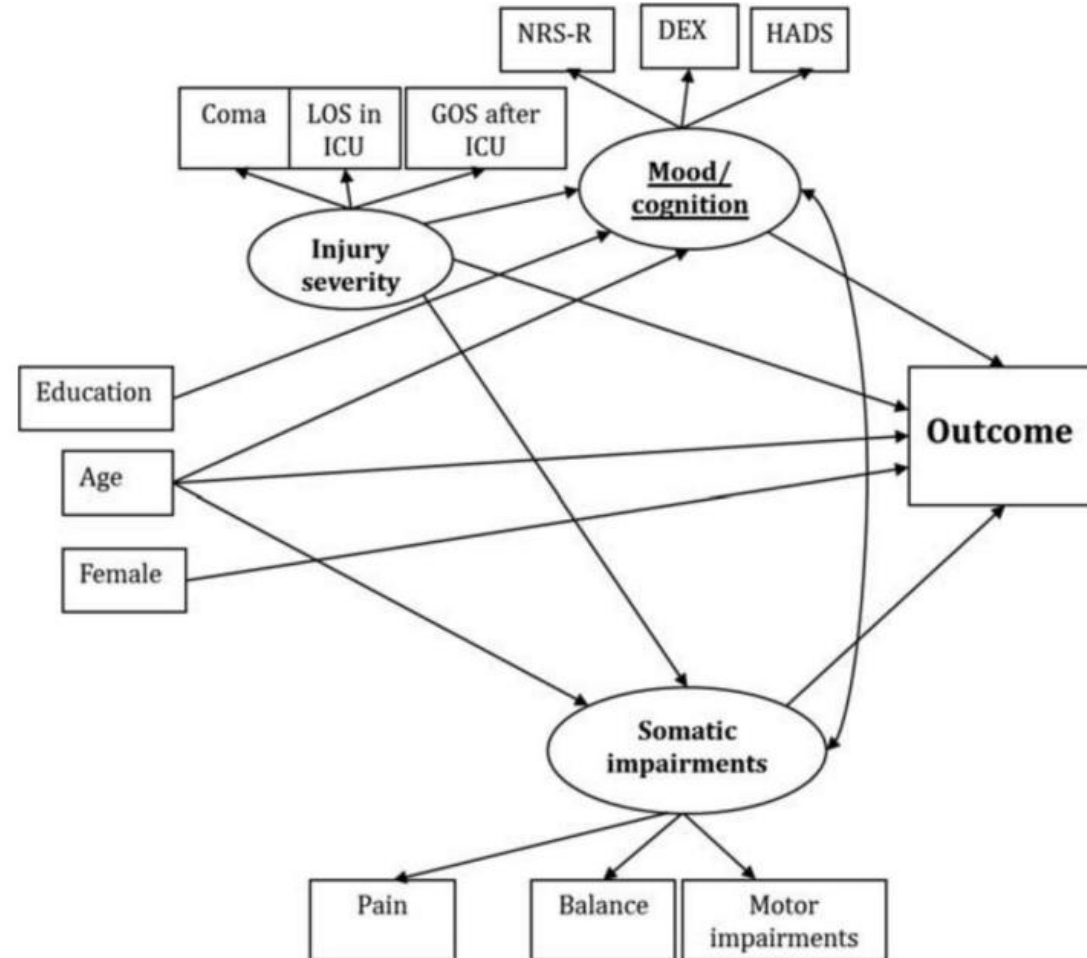 NRS-R
DEX
HADS
Coma
LOS in
ICU
GOS after
ICU
Mood/
cognition
Injury
severity
Education
Age
Female
Outcome
Somatic
impairments
Pain
Balance
Motor
impairments